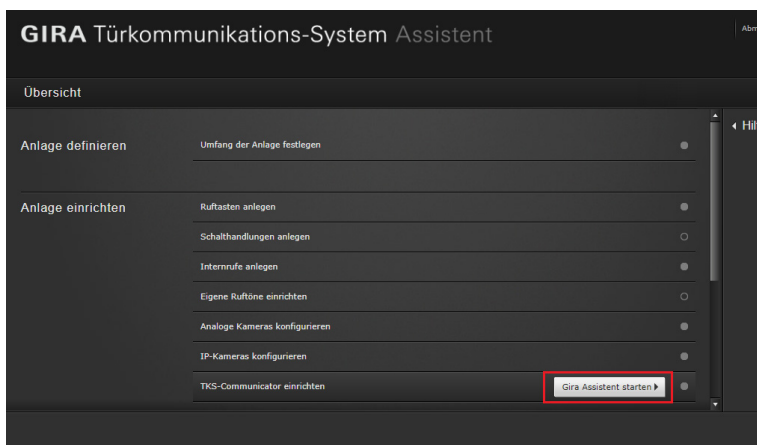 GIRA Türkommunikations-System Assistent
Übersicht
Anlage definieren
Umfang der Anlage festlegen
Anlage einrichten
Ruftasten anlegen
Schalthandlungen anlegen
Internrufe anlegen
Eigene Ruftöne einrichten
Analoge Kameras konfigurieren
IP-Kameras konfigurieren
TKS-Communicator einrichten
Gira Assistent starten